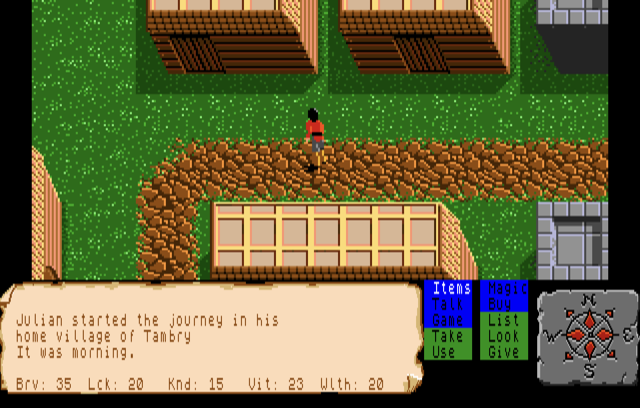 Items Magic
Talk Buy
Game List
Take Look
Use Give
N
W E
S
Julian started the journey in his
home village of Tambry
It was morning.
Brv: 35 Lck: 20 Knd: 15 Vit: 23 Wlth: 20